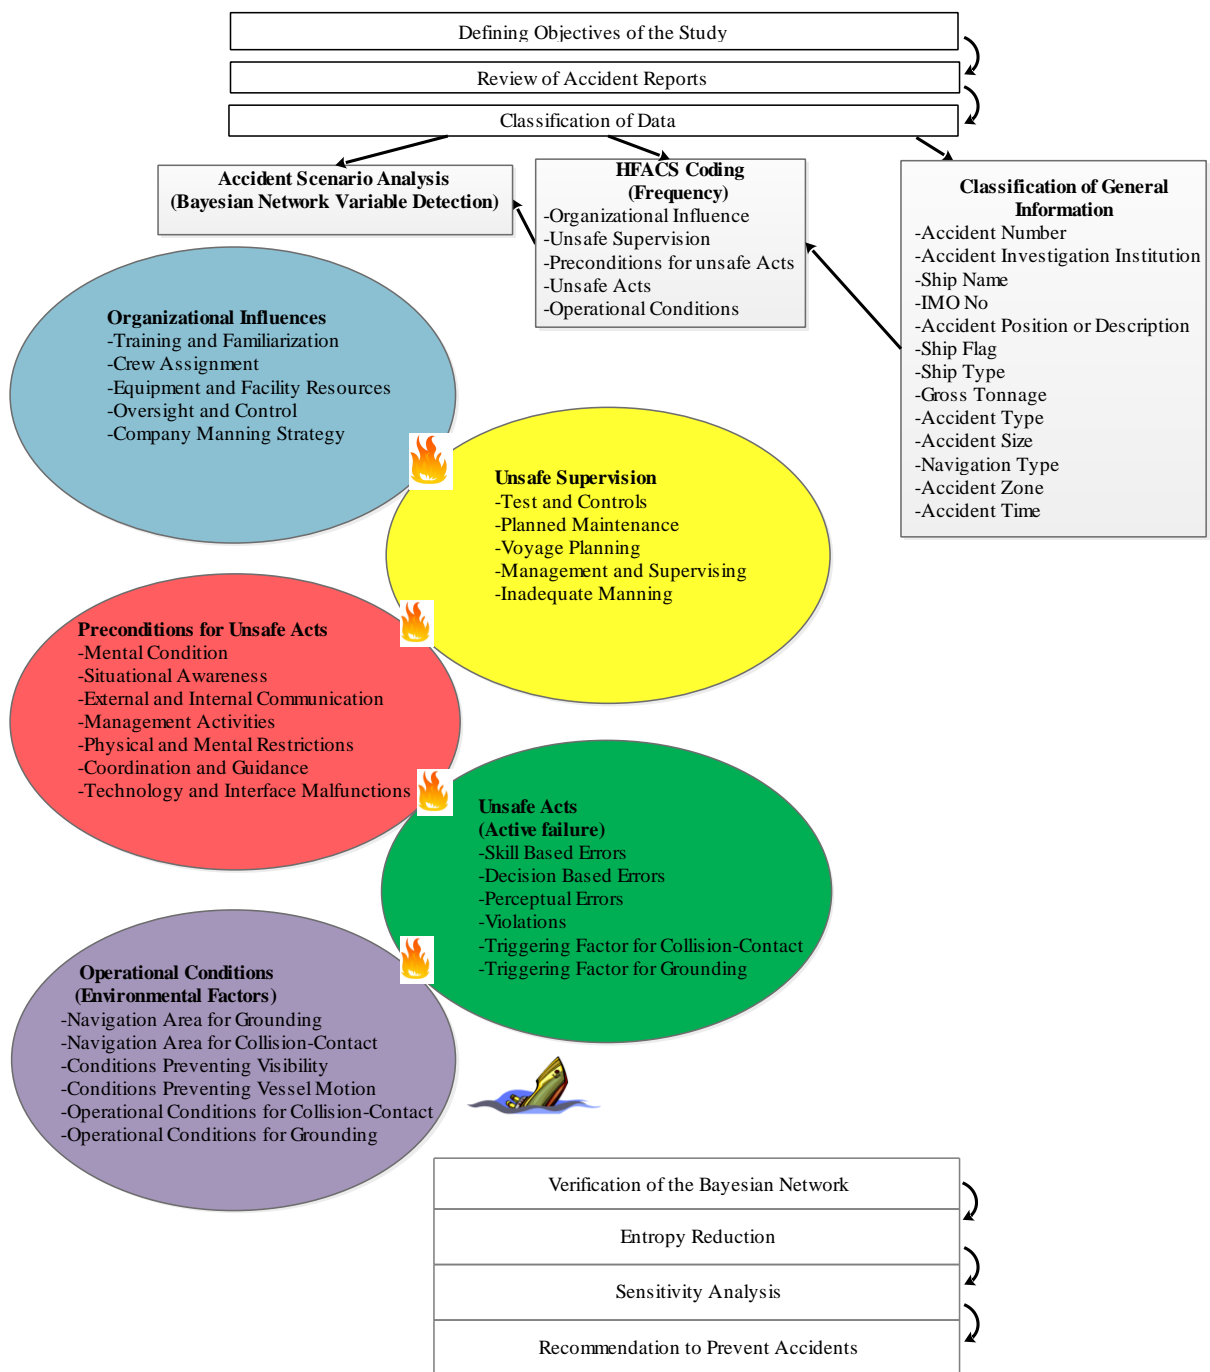 Defining Objectives of the Study
Review of Accident Reports
Classification of Data
Accident Scenario Analysis
(Bayesian Network Variable Detection)
HFACS Coding
(Frequency)
-Organizational Influence
-Unsafe Supervision
-Preconditions for unsafe Acts
-Unsafe Acts
-Operational Conditions
Classification of General
Information
-Accident Number
-Accident Investigation Institution
-Ship Name
-IMO No
-Accident Position or Description
-Ship Flag
-Ship Type
-Gross Tonnage
-Accident Type
-Accident Size
-Navigation Type
-Accident Zone
-Accident Time
Organizational Influences
-Training and Familiarization
-Crew Assignment
-Equipment and Facility Resources
-Oversight and Control
-Company Manning Strategy
Unsafe Supervision
-Test and Controls
-Planned Maintenance
-Voyage Planning
-Management and Supervising
-Inadequate Manning
Preconditions for Unsafe Acts
-Mental Condition
-Situational Awareness
-External and Internal Communication
-Management Activities
-Physical and Mental Restrictions
-Coordination and Guidance
-Technology and Interface Malfunctions
Unsafe Acts
(Active failure)
-Skill Based Errors
-Decision Based Errors
-Perceptual Errors
-Violations
-Triggering Factor for Collision-Contact
-Triggering Factor for Grounding
Operational Conditions
(Environmental Factors)
-Navigation Area for Grounding
-Navigation Area for Collision-Contact
-Conditions Preventing Visibility
-Conditions Preventing Vessel Motion
-Operational Conditions for Collision-Contact
-Operational Conditions for Grounding
Verification of the Bayesian Network
Entropy Reduction
Sensitivity Analysis
Recommendation to Prevent Accidents